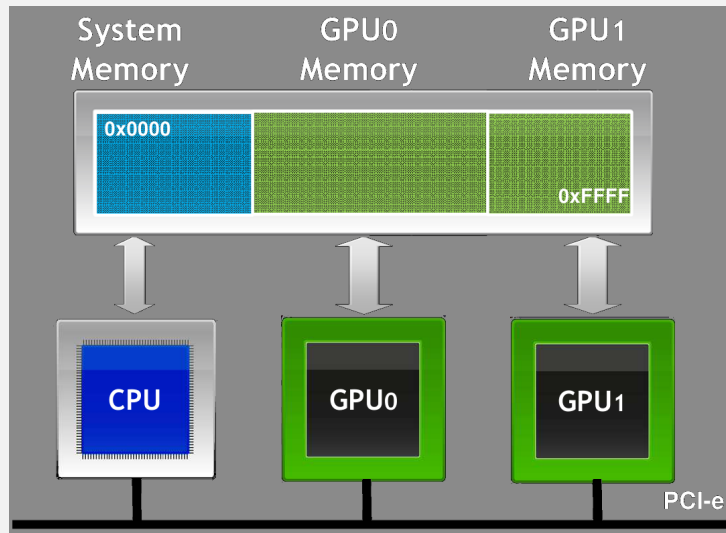 System
Memory
GPU0
Memory
GPU1
Memory
0x0000
0xFFFF
CPU
GPU0
GPU1
PCI-e